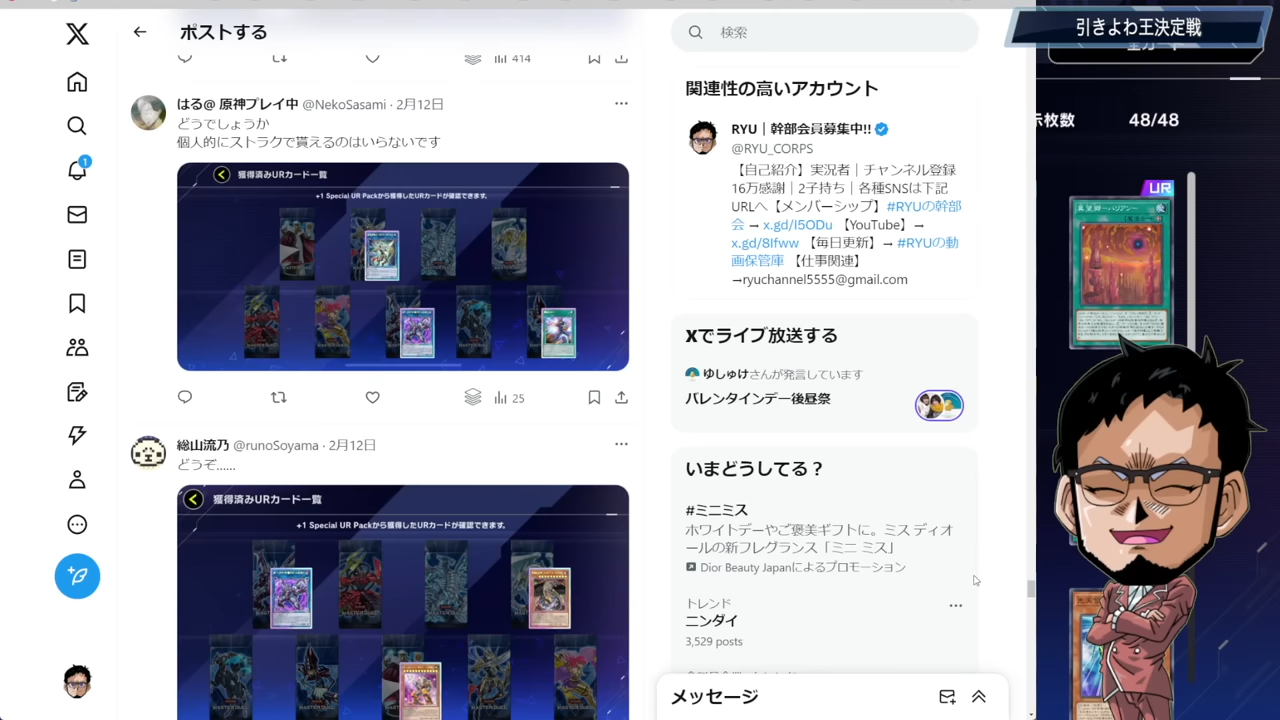 ポストする
414
はる@ 原神プレイ中 @NekoSasami · 2月12日
どうでしょうか
個人的にストラクで貰えるのはいらないです
獲得済みURカード一覧
+1 Special UR Packから獲得したURカードが確認できます。
25
総山流乃 @runoSoyama · 2月12日
どうぞ......
獲得済みURカード一覧
+1 Special UR Packから獲得したURカードが確認できます。
1
検索
関連性の高いアカウント
RYU｜幹部会員募集中!!
@RYU_CORPS
【自己紹介】実況者｜チャンネル登録
16万感謝｜2子持ち｜各種SNSは下記
URLへ【メンバーシップ】#RYUの幹部
会 → x.gd/I5ODu 【YouTube】→
x.gd/8Ifww 【毎日更新】→ #RYUの動
画保管庫 【仕事関連】
→ryuchannel5555@gmail.com
Xでライブ放送する
ゆしゅけさんが発言しています
バレンタインデー後昼祭
いまどうしてる？
#ミニミス
ホワイトデーやご褒美ギフトに。ミス ディオ
ールの新フレグランス「ミニ ミス」
Dior Beauty Japanによるプロモーション
トレンド
ニンダイ
3,529 posts
メッセージ
引きよわ王決定戦
示枚数 48/48
UR